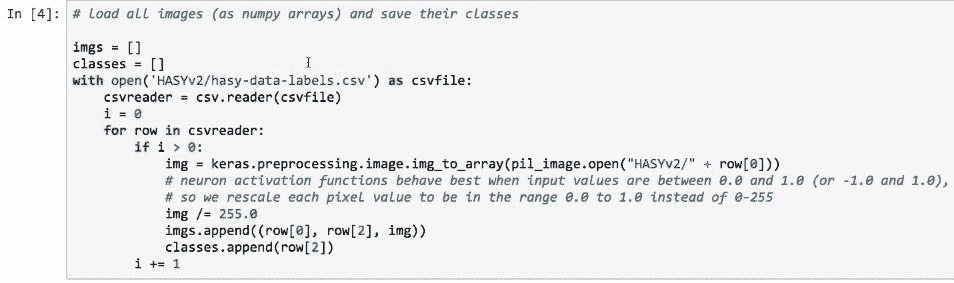 In [4]: # Load all images (as numpy arrays) and save their classes
imgs = []
classes = []
with open('HASYv2/hasy-data-labels.csv') as csvfile:
    csvreader = csv.reader(csvfile)
    i = 0
    for row in csvreader:
        if i > 0:
            img = keras.preprocessing.image.img_to_array(pil_image.open("HASYv2/" + row[0]))
            # neuron activation functions behave best when input values are between 0.0 and 1.0 (or -1.0 and 1.0),
            # so we rescale each pixel value to be in the range 0.0 to 1.0 instead of 0-255
            img /= 255.0
            imgs.append((row[0], row[2], img))
            classes.append(row[2])
        i += 1